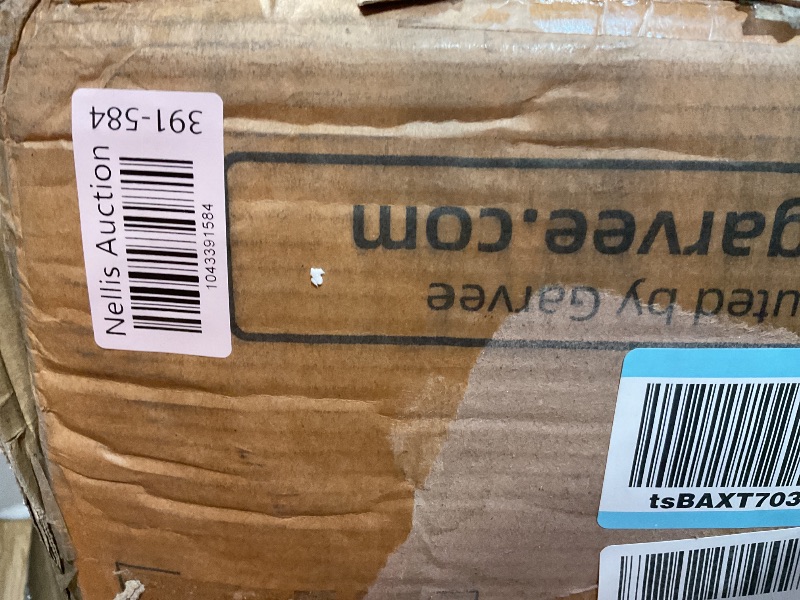 391-584
Nellis Auction
1043391584
garvee.com
uted by Garvee
tsBAXT703